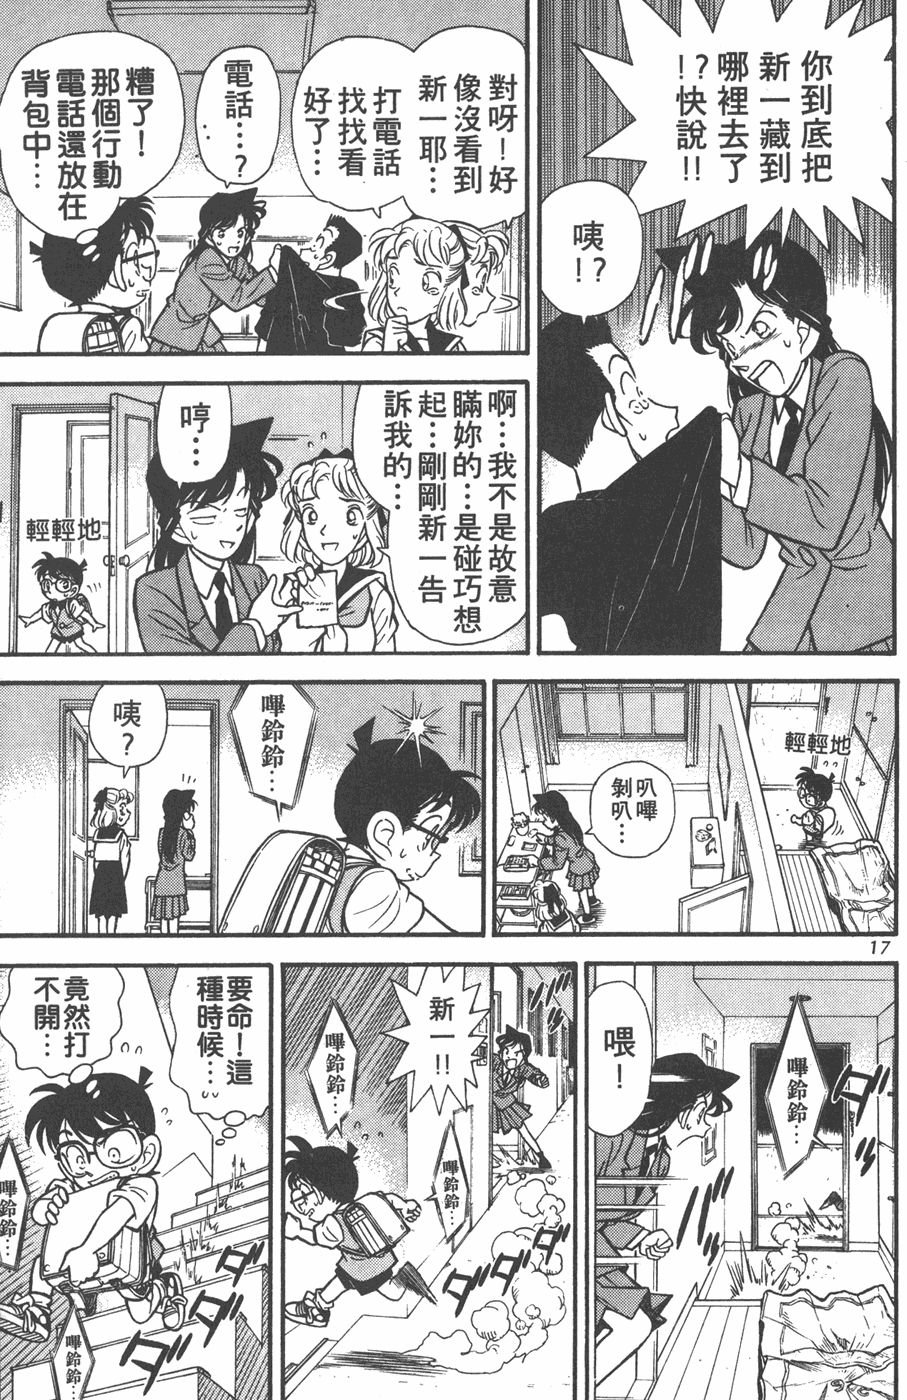 你到底把
新一藏到
哪裡去了
!?快說!!
咦
!?
對呀!好
像沒看到
新一耶…
打電話
找找看
好了…
電話…?
糟了!
那個行動
電話還放在
背包中…
啊…我不是故意
瞞妳的…是碰巧想
起…剛剛新一告
訴我的…
哼…
輕輕地
輕輕地
叭嗶
剝叭…
嗶鈴鈴…
咦?
17
嗶鈴鈴…
喂!
新一!!
嗶鈴鈴…
嗶鈴鈴…
ダダダ
要命!這
種時候…
竟然打
不開…
嗶鈴鈴…
嗶鈴鈴…
ダダダ